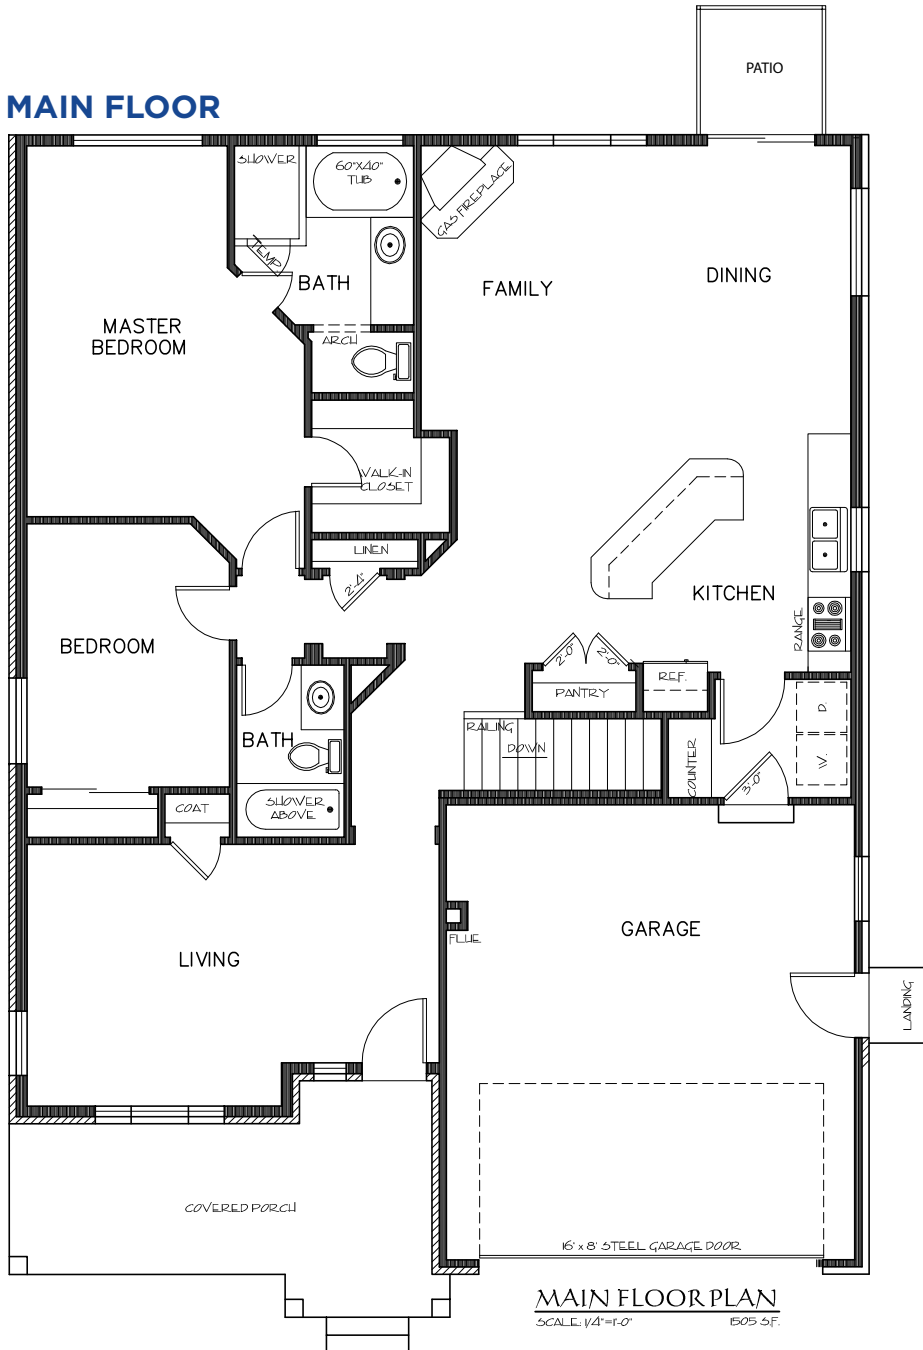 PATIO
MAIN FLOOR
SHOWER
60"X40"
TUB
GAS FIREPLACE
TEMP.
BATH
FAMILY
DINING
MASTER
BEDROOM
ARCH
WALK-IN
CLOSET
LINEN
2'-4"
KITCHEN
RANGE
BEDROOM
2'-0"
2'-0"
REF.
PANTRY
D.
RAILING
BATH
DOWN
COUNTER
W.
3'-0"
COAT
SHOWER
ABOVE
GARAGE
FLUE
LIVING
LANDING
COVERED PORCH
16' x 8' STEEL GARAGE DOOR
MAIN FLOOR PLAN
SCALE: 1/4"=1'-0" 1505 S.F.